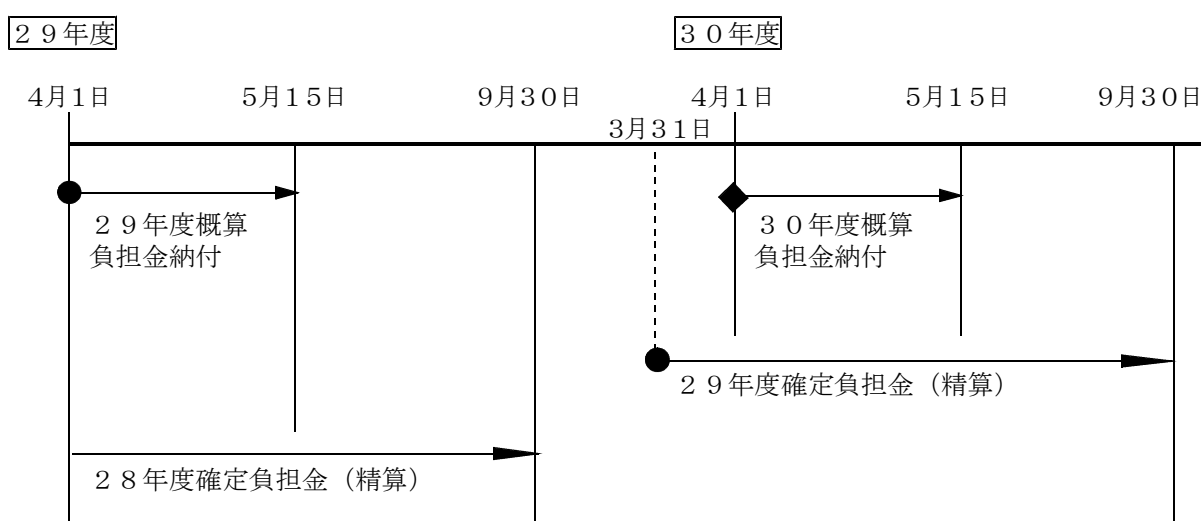 ２９年度
３０年度
4月１日
５月１５日
９月３０日
４月１日
５月１５日
９月３０日
３月３１日
２９年度概算
負担金納付
３０年度概算
負担金納付
２９年度確定負担金（精算）
２８年度確定負担金（精算）